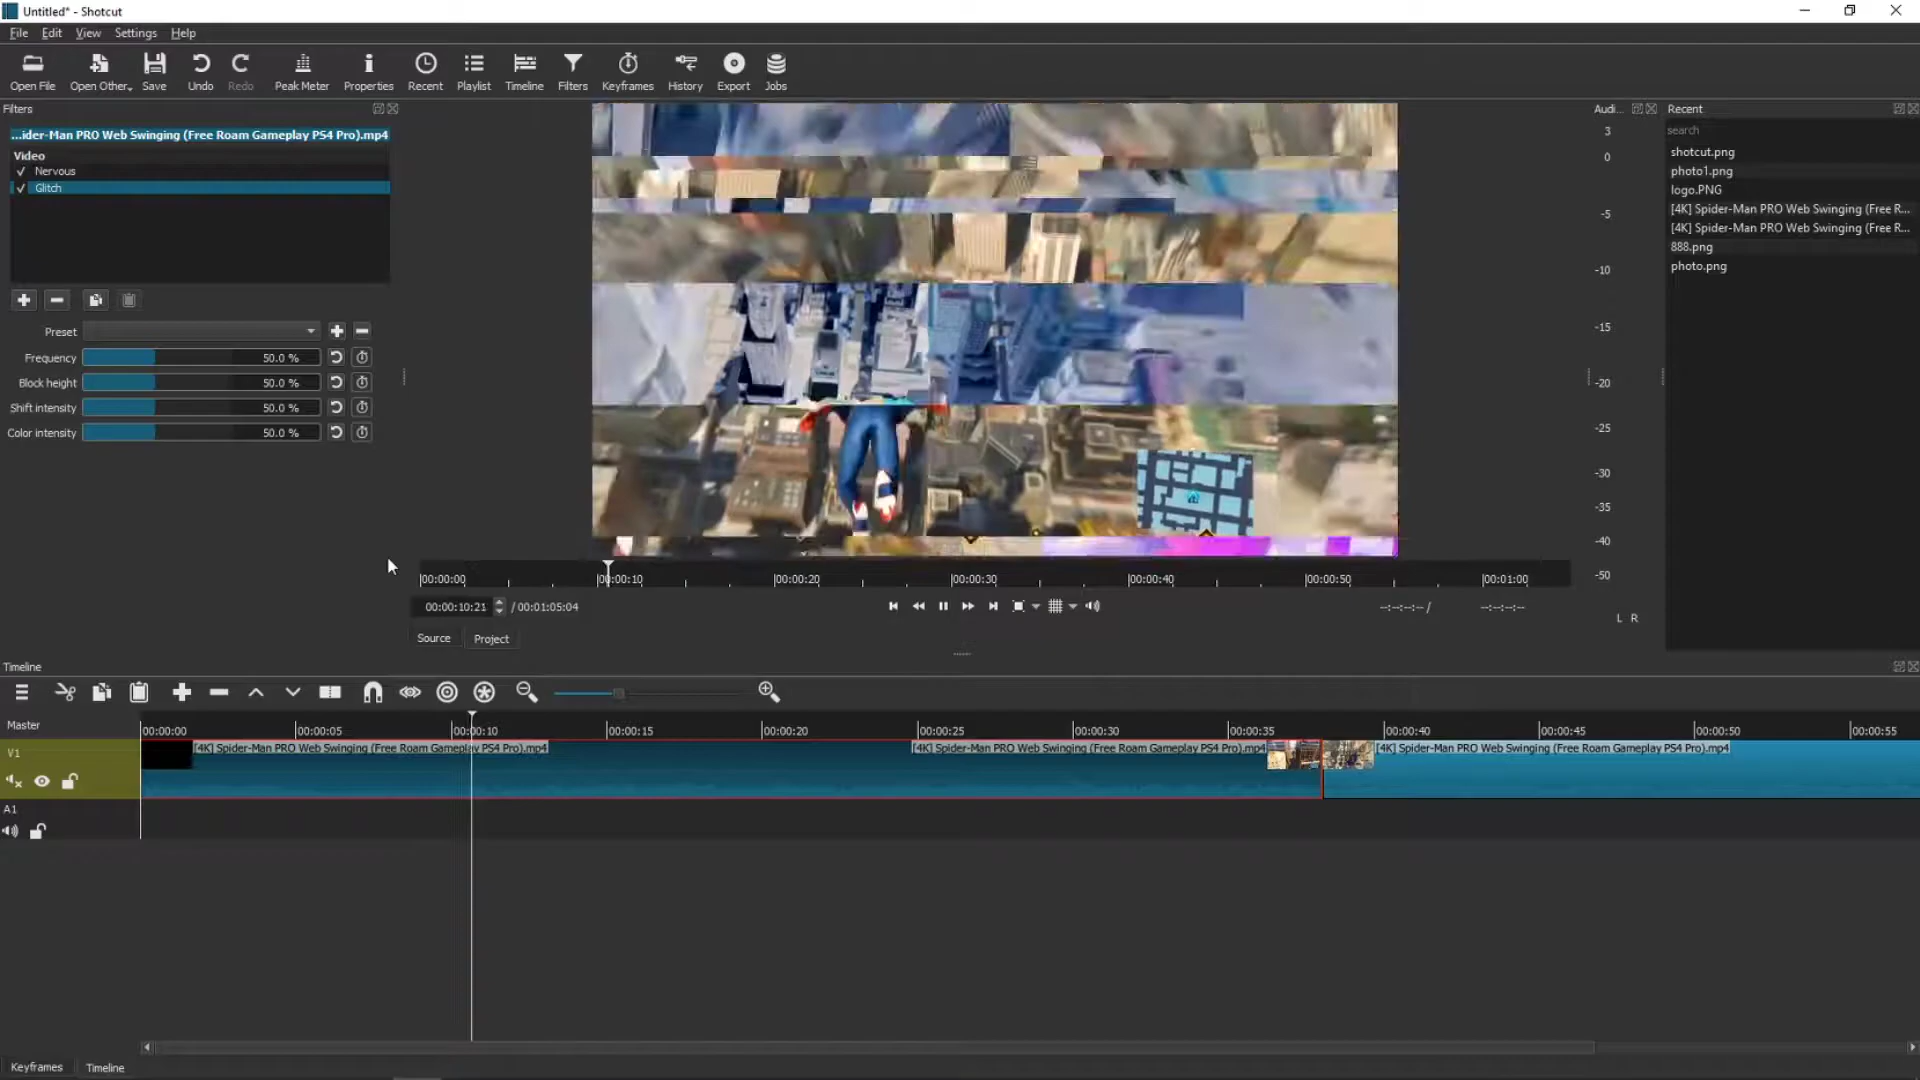 Untitled* - Shotcut
File Edit View Settings Help
Open File Open Other... Save Undo Redo Peak Meter Properties Recent Playlist Timeline Filters Keyframes History Export Jobs
Filters
...ider-Man PRO Web Swinging (Free Roam Gameplay PS4 Pro).mp4
Video
✓ Nervous
✓ Glitch
Preset
Frequency 50.0 %
Block height 50.0 %
Shift intensity 50.0 %
Color intensity 50.0 %
Audi...
3
0
-5
-10
-15
-20
-25
-30
-35
-40
-50
L R
Recent
search
shotcut.png
photo1.png
logo.PNG
[4K] Spider-Man PRO Web Swinging (Free R...
[4K] Spider-Man PRO Web Swinging (Free R...
888.png
photo.png
00:00:00 00:00:10 00:00:20 00:00:30 00:00:40 00:00:50 00:01:00
00:00:10:21 / 00:01:05:04 --:--:--:-- / --:--:--:--
Source Project
Timeline
Master
00:00:00 00:00:05 00:00:10 00:00:15 00:00:20 00:00:25 00:00:30 00:00:35 00:00:40 00:00:45 00:00:50 00:00:55
V1
[4K] Spider-Man PRO Web Swinging (Free Roam Gameplay PS4 Pro).mp4 [4K] Spider-Man PRO Web Swinging (Free Roam Gameplay PS4 Pro).mp4 [4K] Spider-Man PRO Web Swinging (Free Roam Gameplay PS4 Pro).mp4
A1
Keyframes Timeline